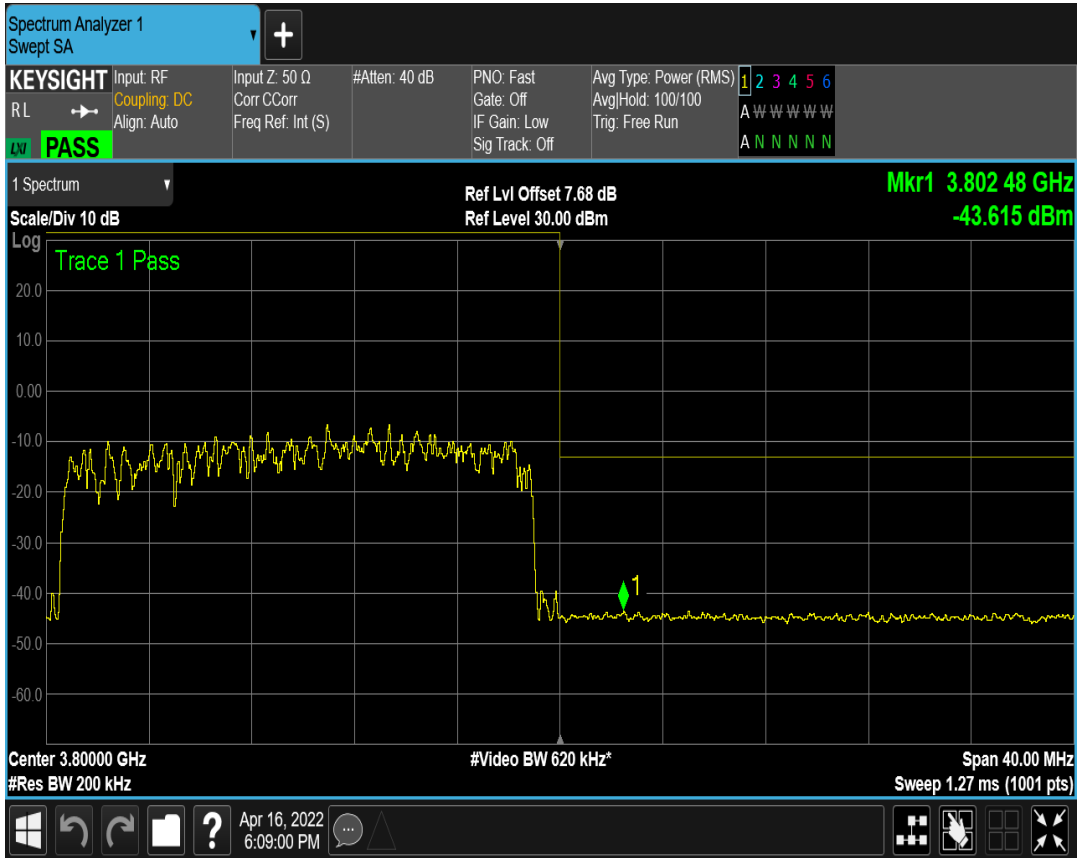 Spectrum Analyzer 1
Swept SA
+
KEYSIGHT
R L
LXI PASS
Input: RF
Coupling: DC
Align: Auto
Input Z: 50 Ω
Corr CCorr
Freq Ref: Int (S)
#Atten: 40 dB
PNO: Fast
Gate: Off
IF Gain: Low
Sig Track: Off
Avg Type: Power (RMS)
Avg|Hold: 100/100
Trig: Free Run
1 2 3 4 5 6
A W W W W W
A N N N N N
1 Spectrum
Scale/Div 10 dB
Ref Lvl Offset 7.68 dB
Ref Level 30.00 dBm
Mkr1 3.802 48 GHz
-43.615 dBm
Log
Trace 1 Pass
20.0
10.0
0.00
-10.0
-20.0
-30.0
-40.0
-50.0
-60.0
1
Center 3.80000 GHz
#Res BW 200 kHz
#Video BW 620 kHz*
Span 40.00 MHz
Sweep 1.27 ms (1001 pts)
?
Apr 16, 2022
6:09:00 PM